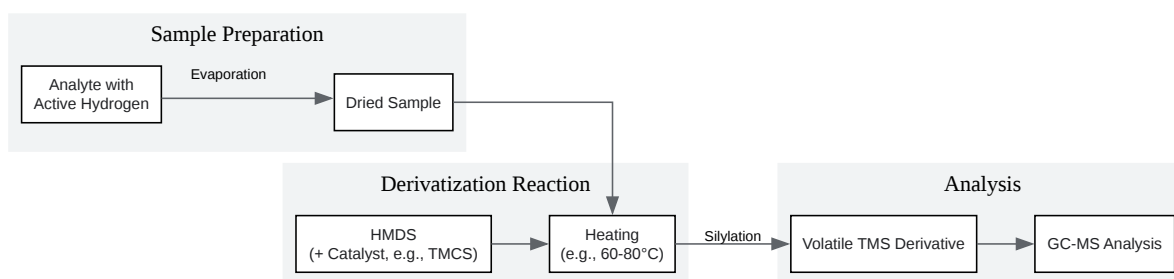 Sample Preparation
Analyte with
Active Hydrogen
Evaporation
Dried Sample
Derivatization Reaction
HMDS
(+ Catalyst, e.g., TMCS)
Heating
(e.g., 60-80°C)
Silylation
Analysis
Volatile TMS Derivative
GC-MS Analysis